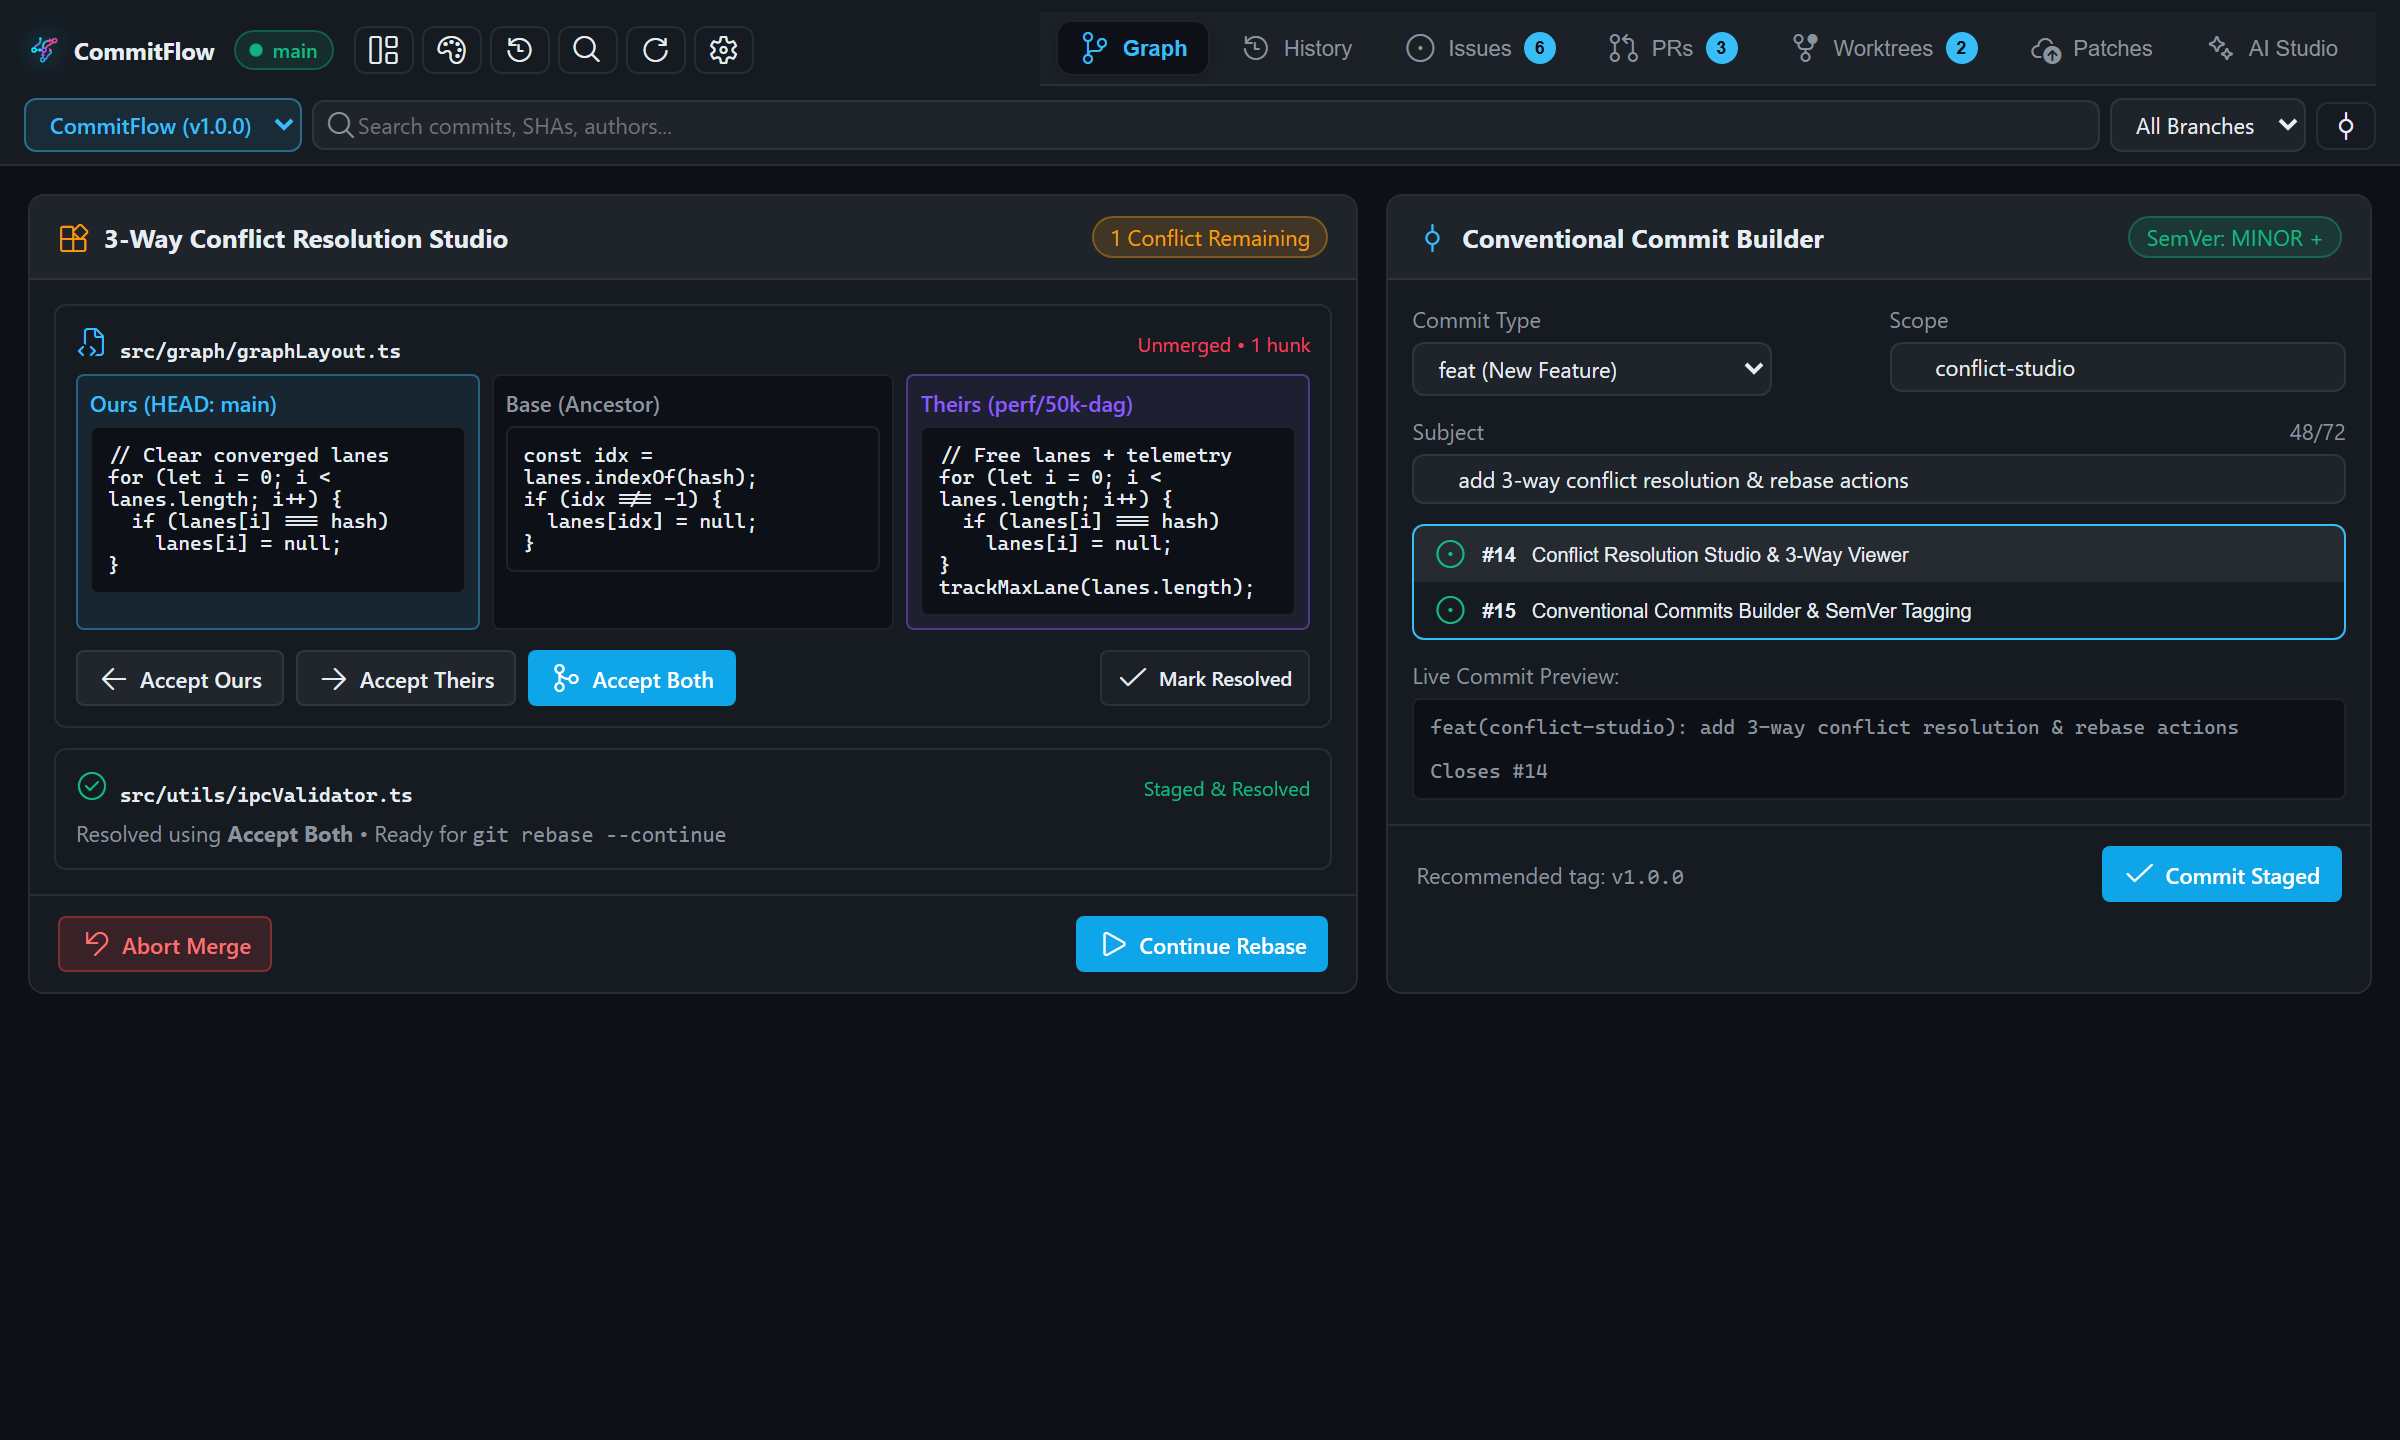 CommitFlow
main
Graph
History
Issues 6
PRs 3
Worktrees 2
Patches
AI Studio
CommitFlow (v1.0.0)
Search commits, SHAs, authors...
All Branches
3-Way Conflict Resolution Studio
1 Conflict Remaining
src/graph/graphLayout.ts
Unmerged • 1 hunk
Ours (HEAD: main)
// Clear converged lanes
for (let i = 0; i <
lanes.length; i++) {
if (lanes[i] === hash)
lanes[i] = null;
}
Base (Ancestor)
const idx =
lanes.indexOf(hash);
if (idx !== -1) {
lanes[idx] = null;
}
Theirs (perf/50k-dag)
// Free lanes + telemetry
for (let i = 0; i <
lanes.length; i++) {
if (lanes[i] === hash)
lanes[i] = null;
}
trackMaxLane(lanes.length);
Accept Ours
Accept Theirs
Accept Both
Mark Resolved
src/utils/ipcValidator.ts
Staged & Resolved
Resolved using Accept Both • Ready for git rebase --continue
Abort Merge
Continue Rebase
Conventional Commit Builder
SemVer: MINOR +
Commit Type
Scope
feat (New Feature)
conflict-studio
Subject
48/72
add 3-way conflict resolution & rebase actions
#14 Conflict Resolution Studio & 3-Way Viewer
#15 Conventional Commits Builder & SemVer Tagging
Live Commit Preview:
feat(conflict-studio): add 3-way conflict resolution & rebase actions
Closes #14
Recommended tag: v1.0.0
Commit Staged